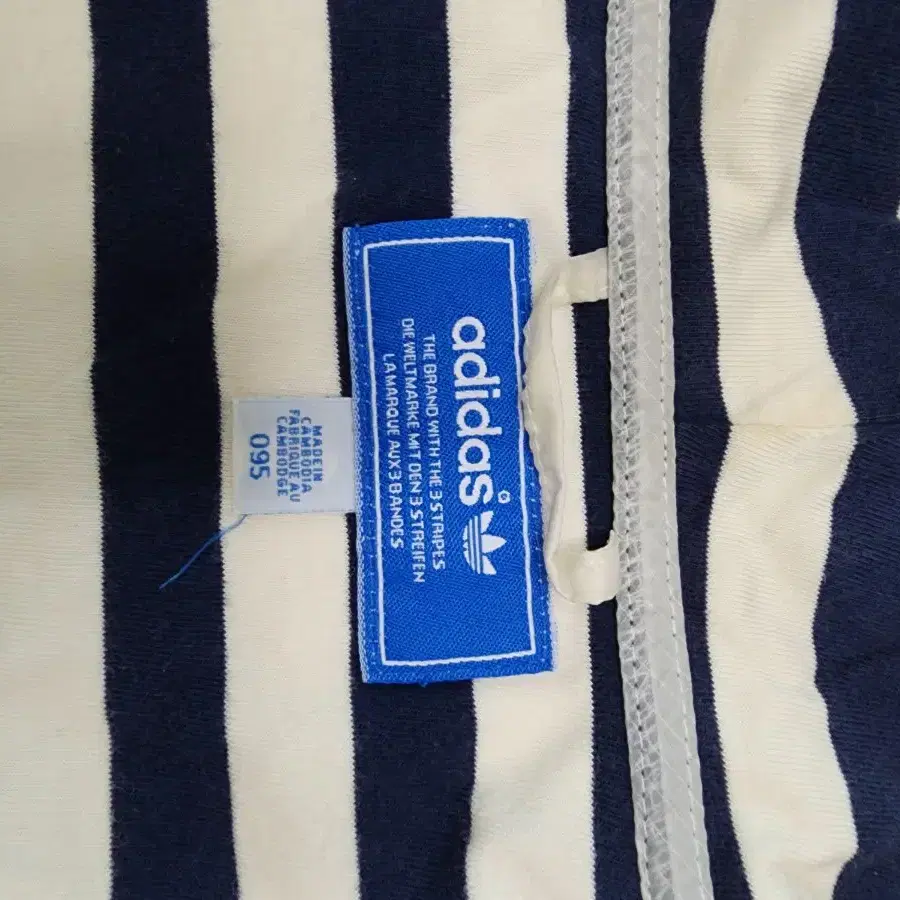 adidas
THE BRAND WITH THE 3 STRIPES
DIE WELTMARKE MIT DEN 3 STREIFEN
LA MARQUE AUX 3 BANDES
MADE IN
CAMBODIA
FABRIQUE AU
CAMBODGE
095